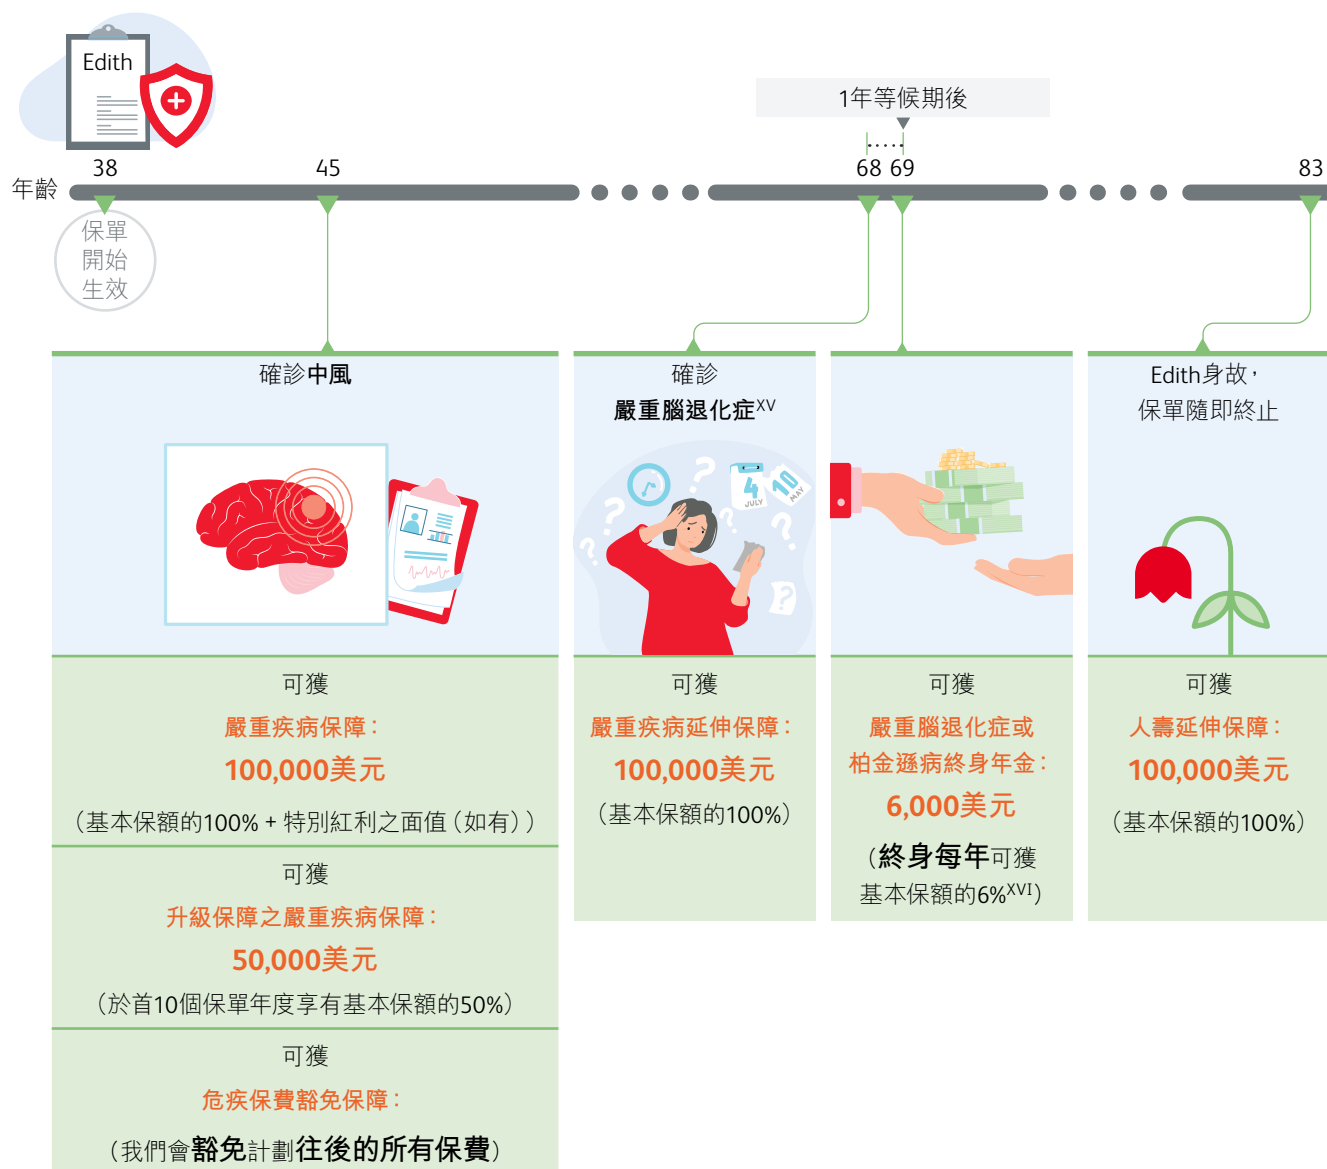 Edith
1年等候期後
年齡
38
45
68
69
83
保單
開始
生效
確診中風
可獲
嚴重疾病保障：
100,000美元
（基本保額的100% + 特別紅利之面值（如有））
可獲
升級保障之嚴重疾病保障：
50,000美元
（於首10個保單年度享有基本保額的50%）
可獲
危疾保費豁免保障：
（我們會豁免計劃往後的所有保費）
確診
嚴重腦退化症XV
4
JULY
10
MAY
可獲
嚴重疾病延伸保障：
100,000美元
（基本保額的100%）
可獲
嚴重腦退化症或
柏金遜病終身年金：
6,000美元
（終身每年可獲
基本保額的6%XVI）
Edith身故，
保單隨即終止
可獲
人壽延伸保障：
100,000美元
（基本保額的100%）